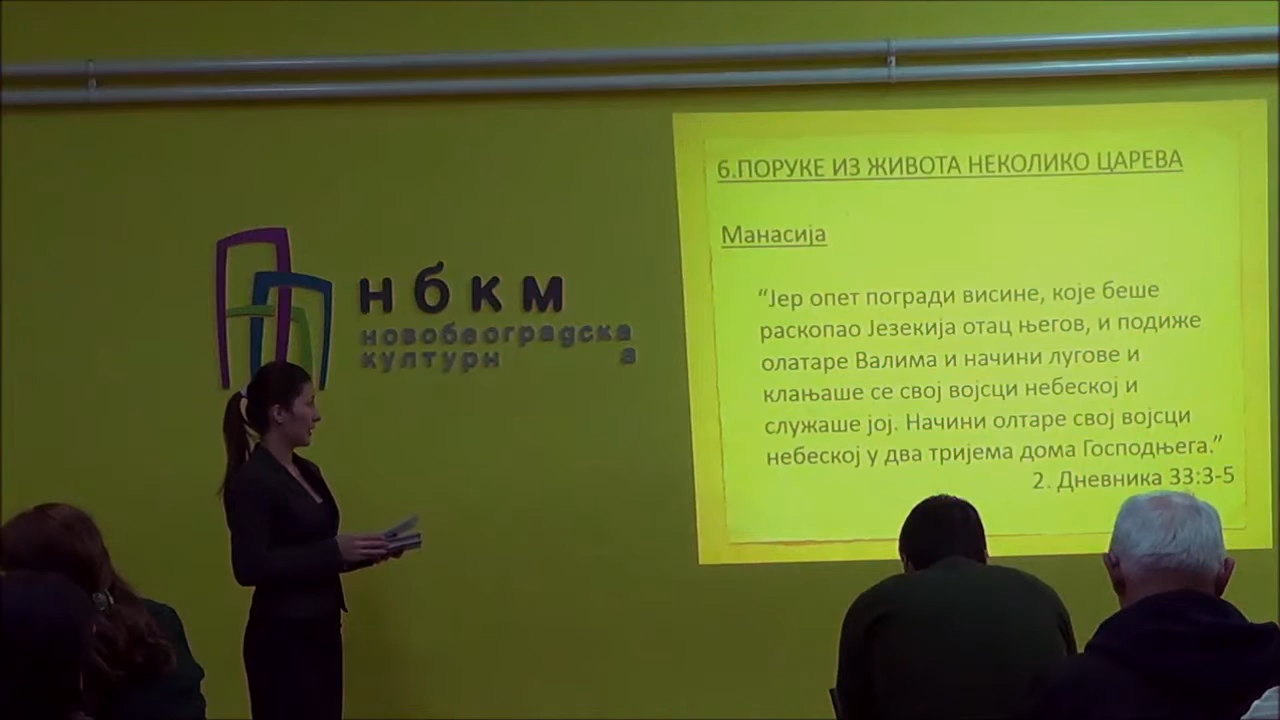 нбкм
новобеоградска
културн
а
6.ПОРУКЕ ИЗ ЖИВОТА НЕКОЛИКО ЦАРЕВА
Манасија
“Јер опет погради висине, које беше
раскопао Језекија отац његов, и подиже
олатаре Валима и начини лугове и
клањаше се свој војсци небеској и
служаше јој. Начини олтаре свој војсци
небеској у два тријема дома Господњега.”
2. Дневника 33:3-5